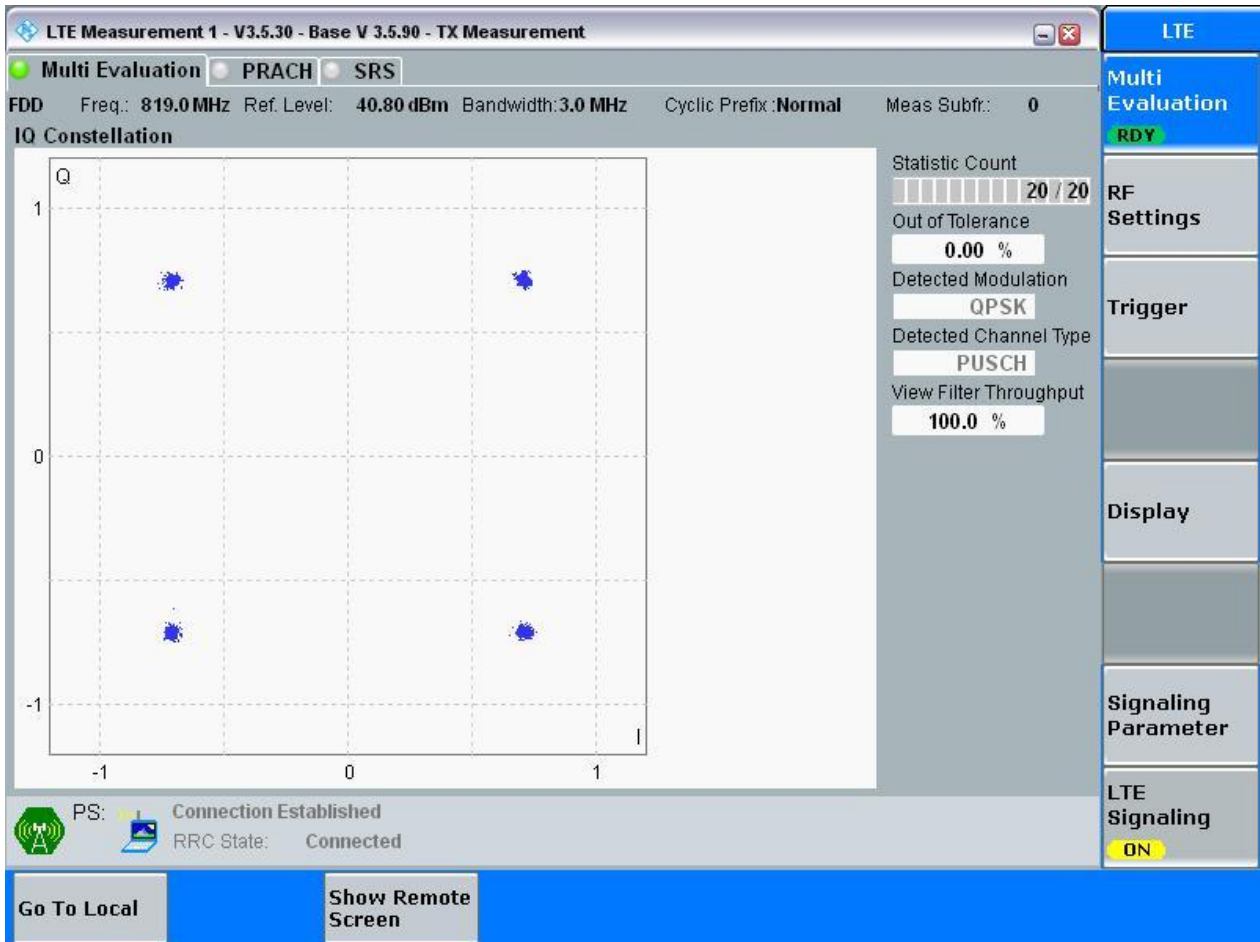 LTE Measurement 1 - V3.5.30 - Base V 3.5.90 - TX Measurement
LTE
Multi Evaluation PRACH SRS
FDD Freq.: 819.0 MHz Ref. Level: 40.80 dBm Bandwidth: 3.0 MHz Cyclic Prefix : Normal Meas Subfr.: 0
IQ Constellation
Q
1
0
-1
-1 0 1
I
Statistic Count
20 / 20
Out of Tolerance
0.00 %
Detected Modulation
QPSK
Detected Channel Type
PUSCH
View Filter Throughput
100.0 %
Multi
Evaluation
RDY
RF
Settings
Trigger
Display
Signaling
Parameter
LTE
Signaling
ON
PS: Connection Established
RRC State: Connected
Go To Local
Show Remote
Screen